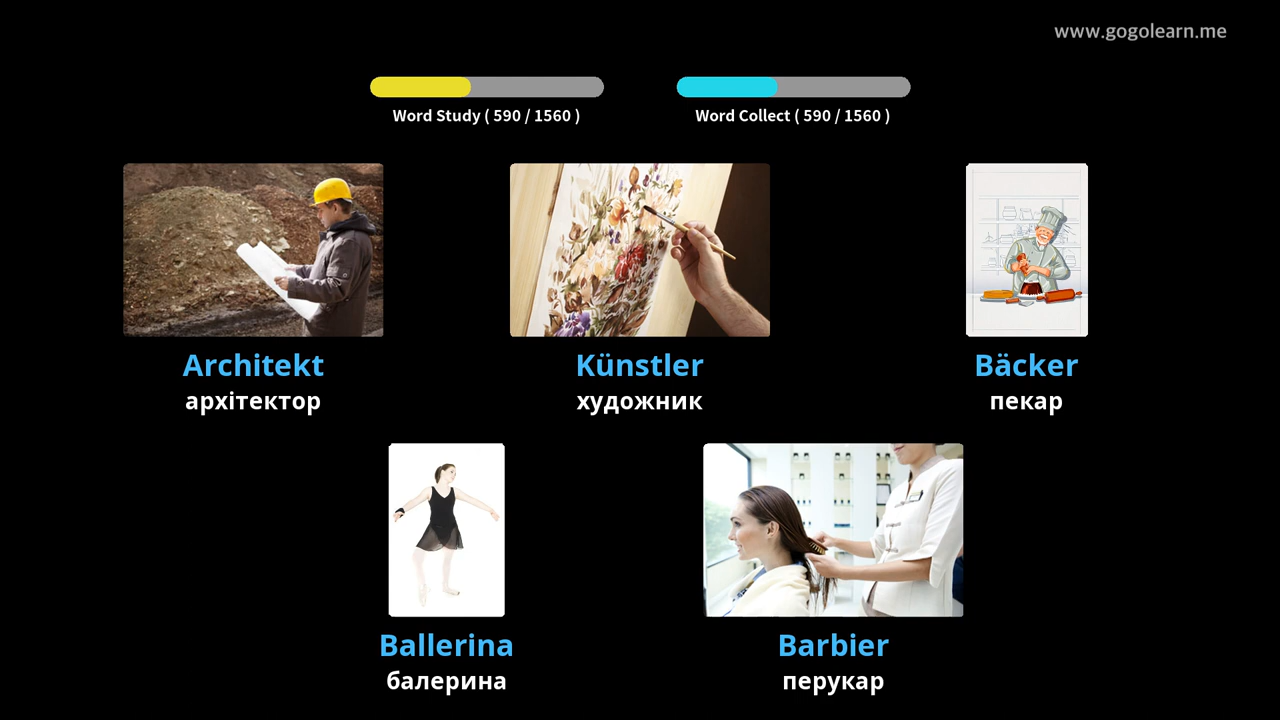 www.gogolearn.me
Word Study ( 590 / 1560 )
Word Collect ( 590 / 1560 )
Architekt
архітектор
Künstler
художник
Bäcker
пекар
Ballerina
балерина
Barbier
перукар